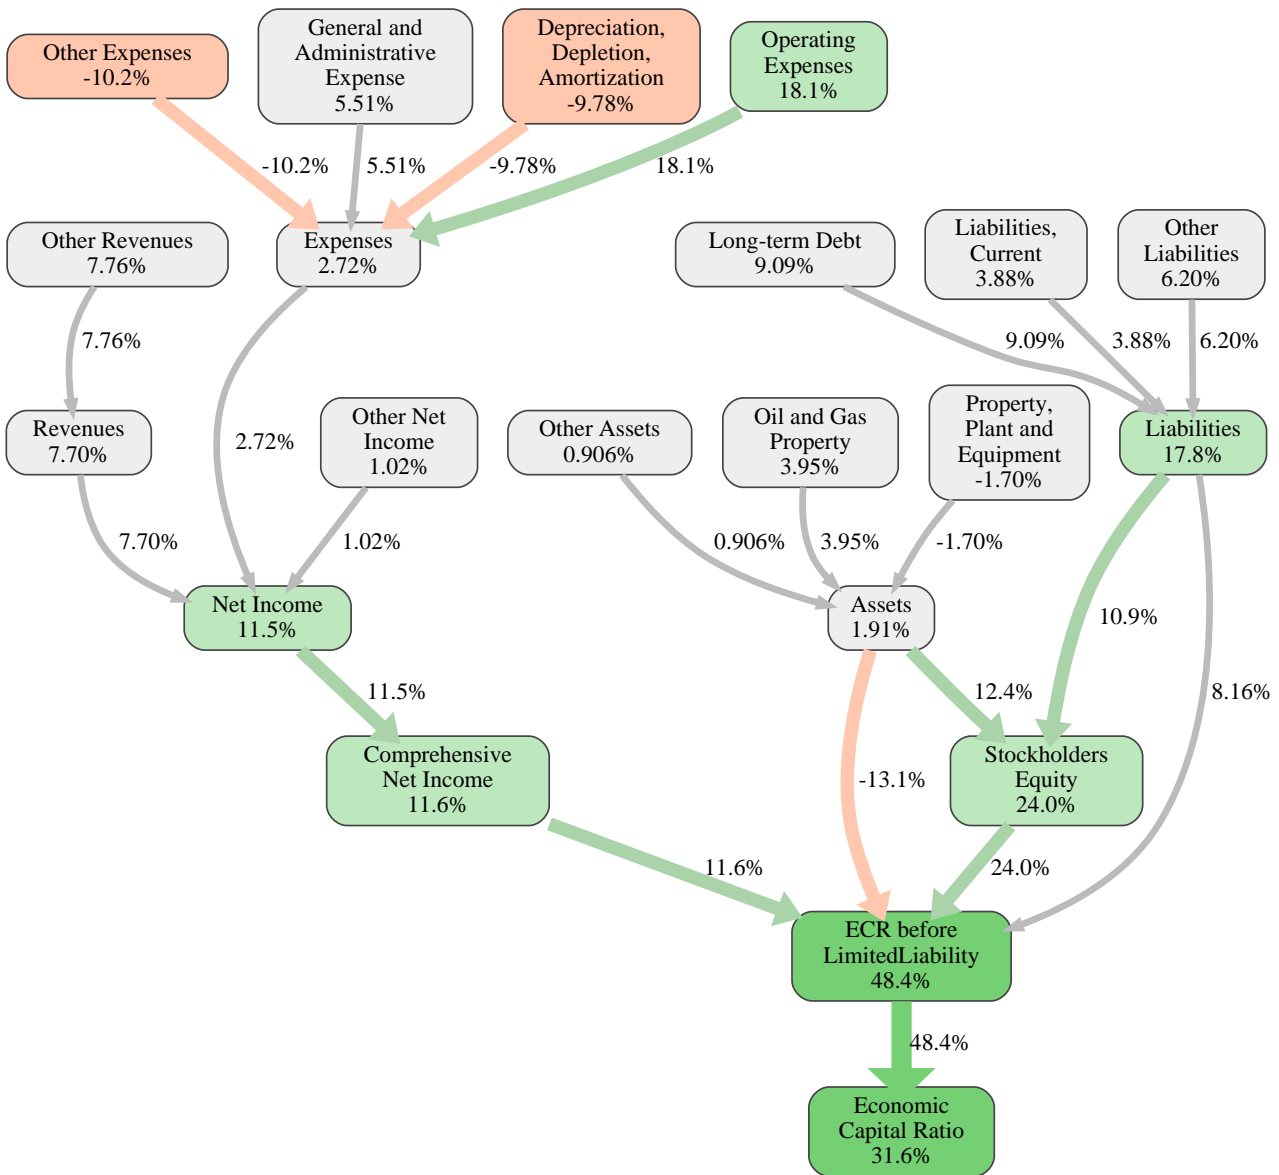 Other Expenses
-10.2%
General and
Administrative
Expense
5.51%
Depreciation,
Depletion,
Amortization
-9.78%
Operating
Expenses
18.1%
-10.2%
5.51%
-9.78%
18.1%
Other Revenues
7.76%
Expenses
2.72%
Long-term Debt
9.09%
Liabilities,
Current
3.88%
Other
Liabilities
6.20%
7.76%
9.09%
3.88%
6.20%
Revenues
7.70%
2.72%
Other Net
Income
1.02%
Other Assets
0.906%
Oil and Gas
Property
3.95%
Property,
Plant and
Equipment
-1.70%
Liabilities
17.8%
7.70%
1.02%
0.906%
3.95%
-1.70%
Net Income
11.5%
Assets
1.91%
10.9%
11.5%
12.4%
8.16%
Comprehensive
Net Income
11.6%
-13.1%
Stockholders
Equity
24.0%
11.6%
24.0%
ECR before
LimitedLiability
48.4%
48.4%
Economic
Capital Ratio
31.6%